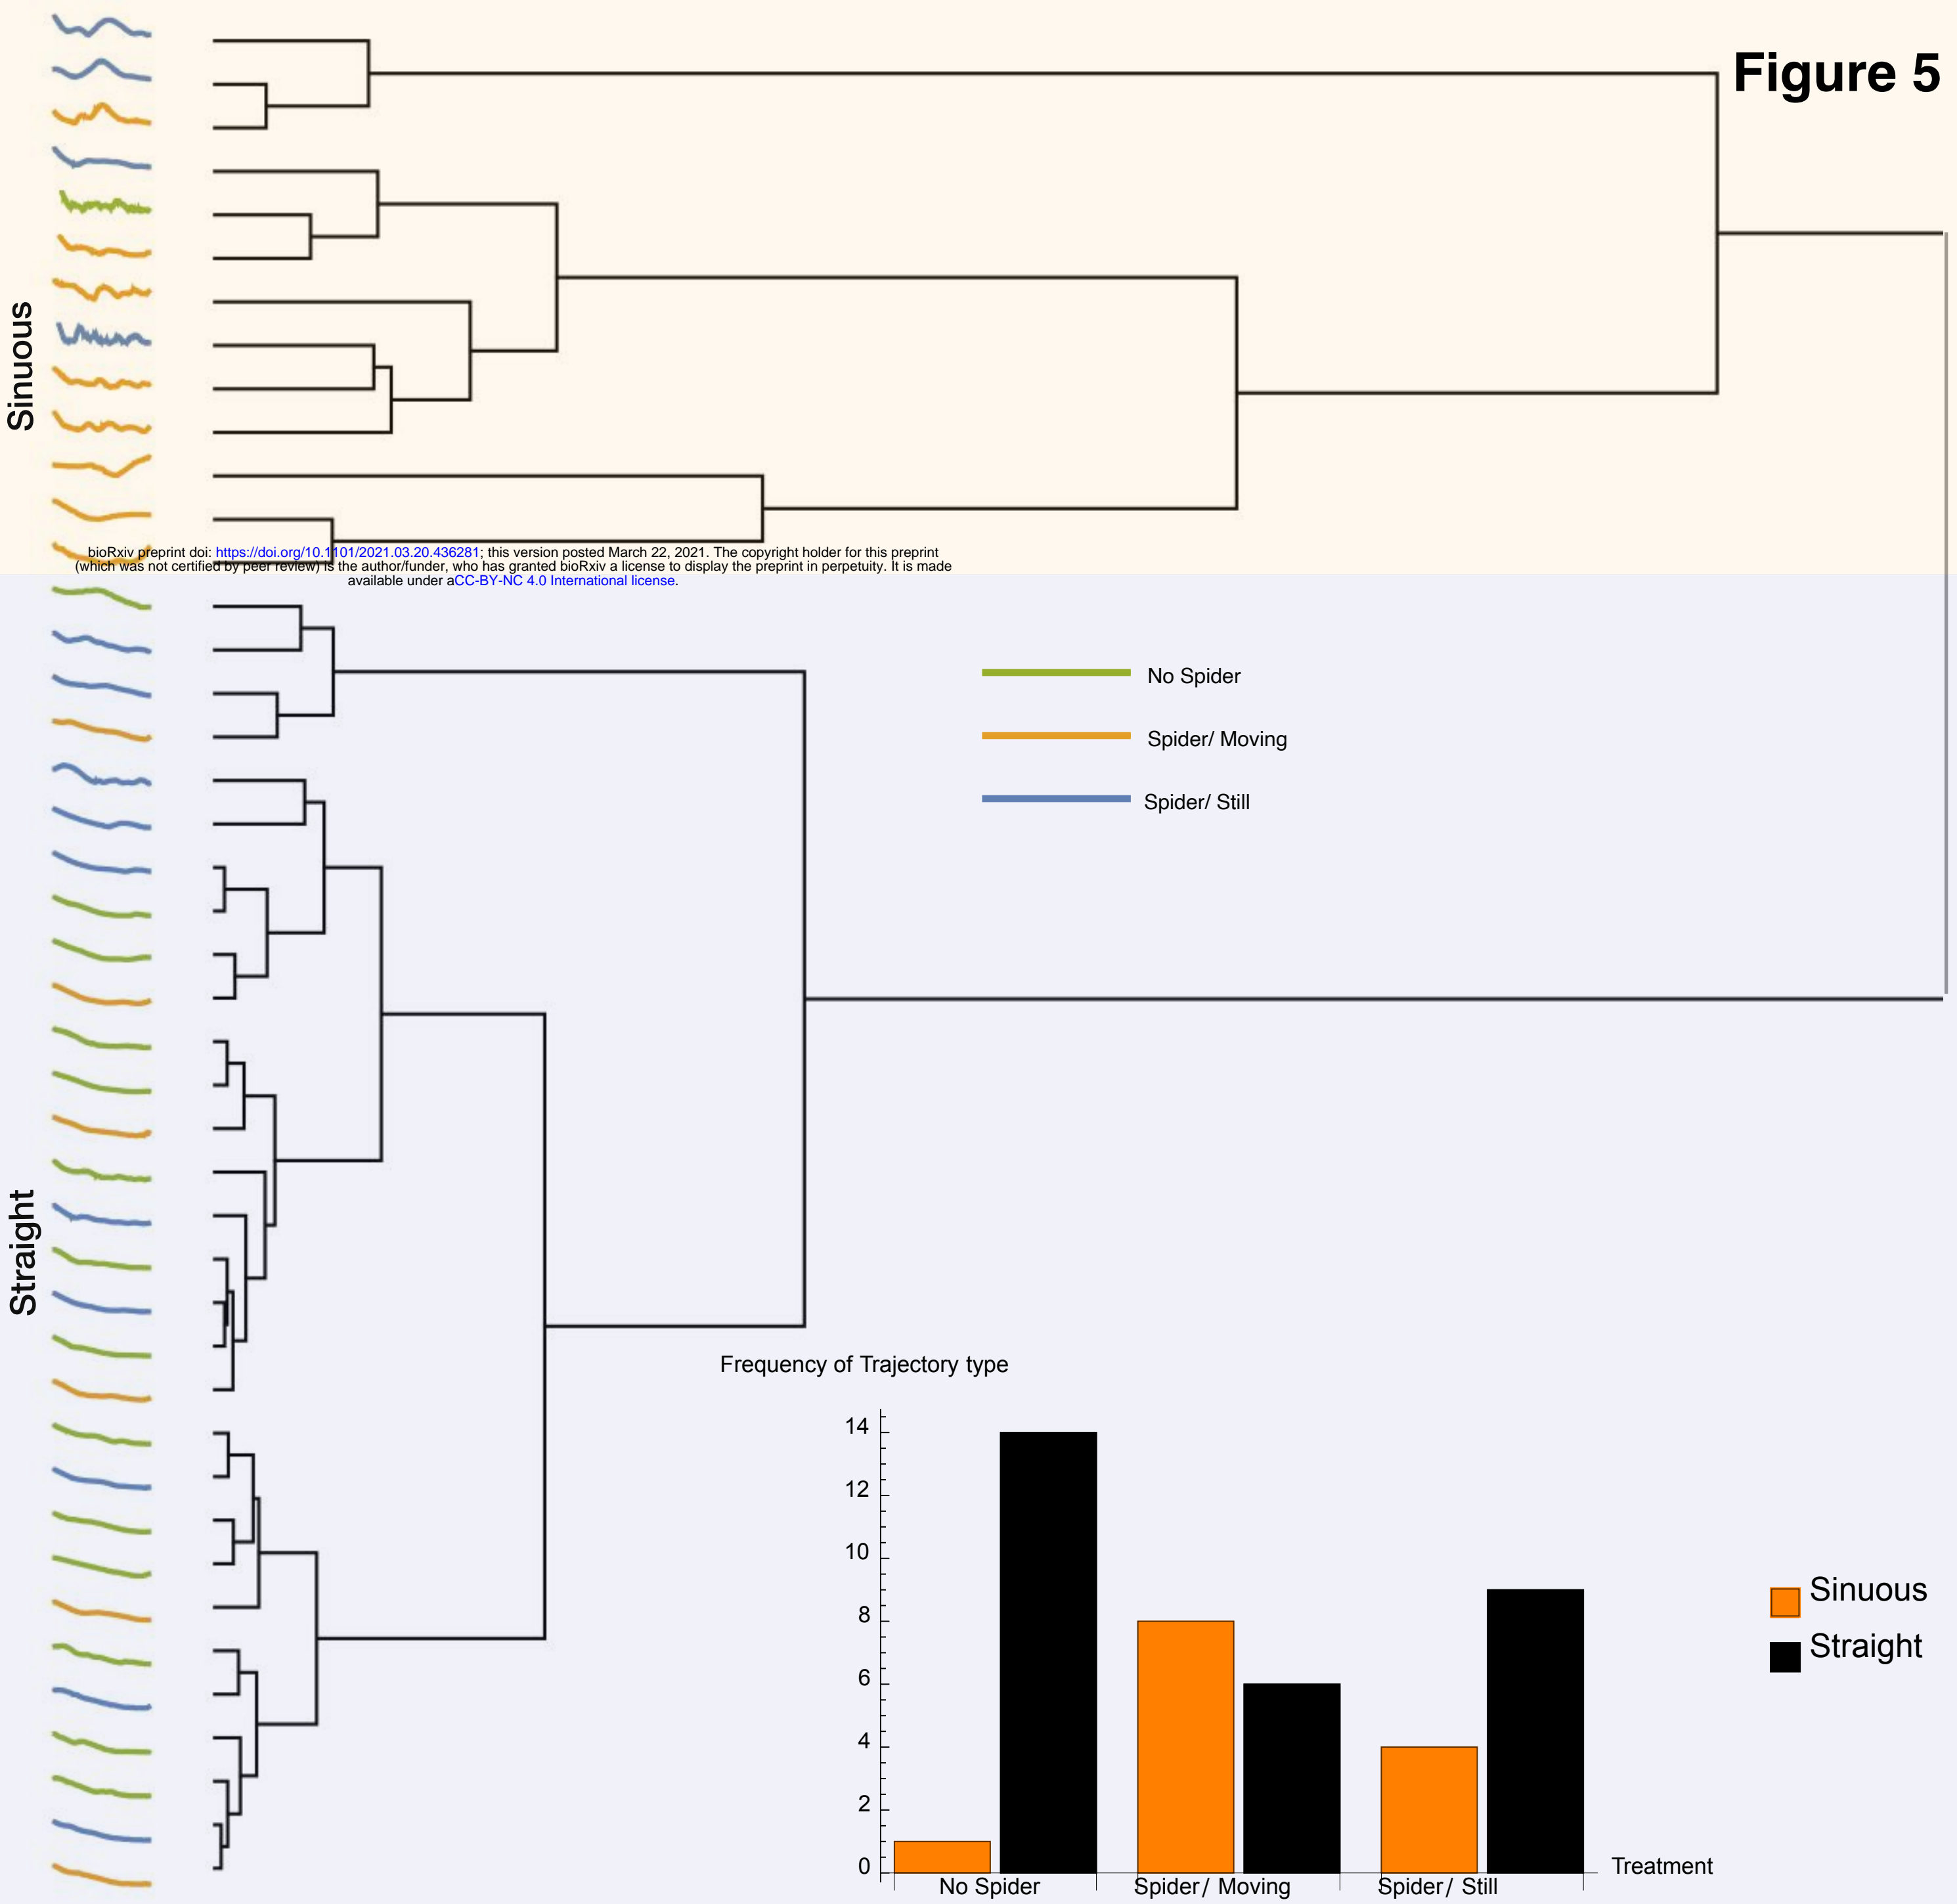 Figure 5
Sinuous
bioRxiv preprint doi: https://doi.org/10.1101/2021.03.20.436281; this version posted March 22, 2021. The copyright holder for this preprint
(which was not certified by peer review) is the author/funder, who has granted bioRxiv a license to display the preprint in perpetuity. It is made
available under aCC-BY-NC 4.0 International license.
No Spider
Spider/ Moving
Spider/ Still
Straight
Frequency of Trajectory type
14
12
10
8
6
4
2
0
Sinuous
Straight
Treatment
No Spider
Spider/ Moving
Spider/ Still